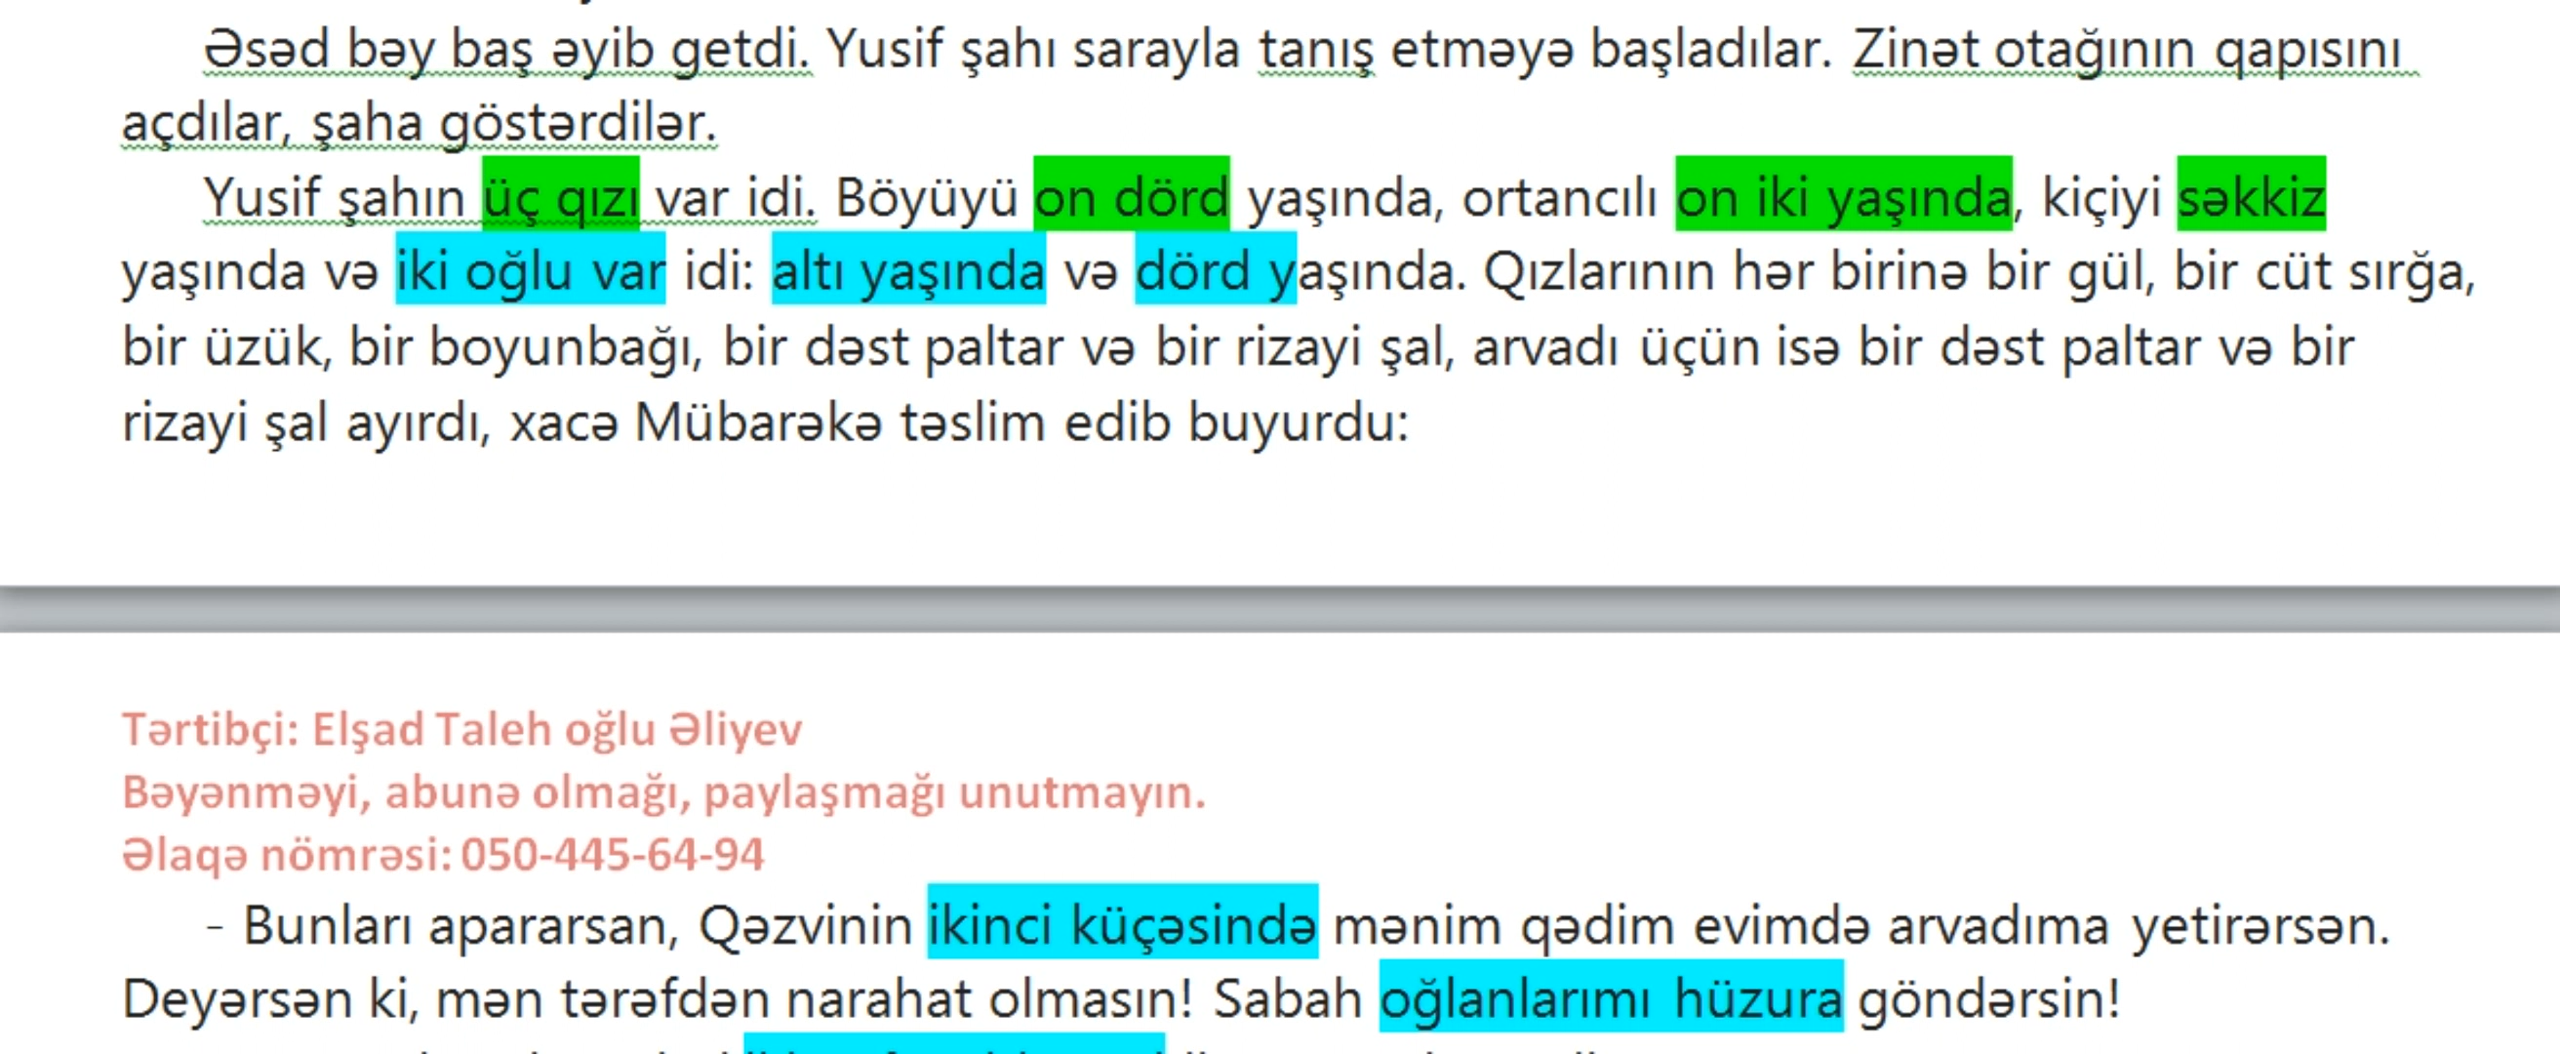 Əsəd bəy baş əyib getdi. Yusif şahı sarayla tanış etməyə başladılar. Zinət otağının qapısını
açdılar, şaha göstərdilər.
Yusif şahın üç qızı var idi. Böyüyü on dörd yaşında, ortancılı on iki yaşında, kiçiyi səkkiz
yaşında və iki oğlu var idi: altı yaşında və dörd yaşında. Qızlarının hər birinə bir gül, bir cüt sırğa,
bir üzük, bir boyunbağı, bir dəst paltar və bir rizayi şal, arvadı üçün isə bir dəst paltar və bir
rizayi şal ayırdı, xacə Mübarəkə təslim edib buyurdu:
Tərtibçi: Elşad Taleh oğlu Əliyev
Bəyənməyi, abunə olmağı, paylaşmağı unutmayın.
Əlaqə nömrəsi: 050-445-64-94
- Bunları apararsan, Qəzvinin ikinci küçəsində mənim qədim evimdə arvadıma yetirərsən.
Deyərsən ki, mən tərəfdən narahat olmasın! Sabah oğlanlarımı hüzura göndərsin!